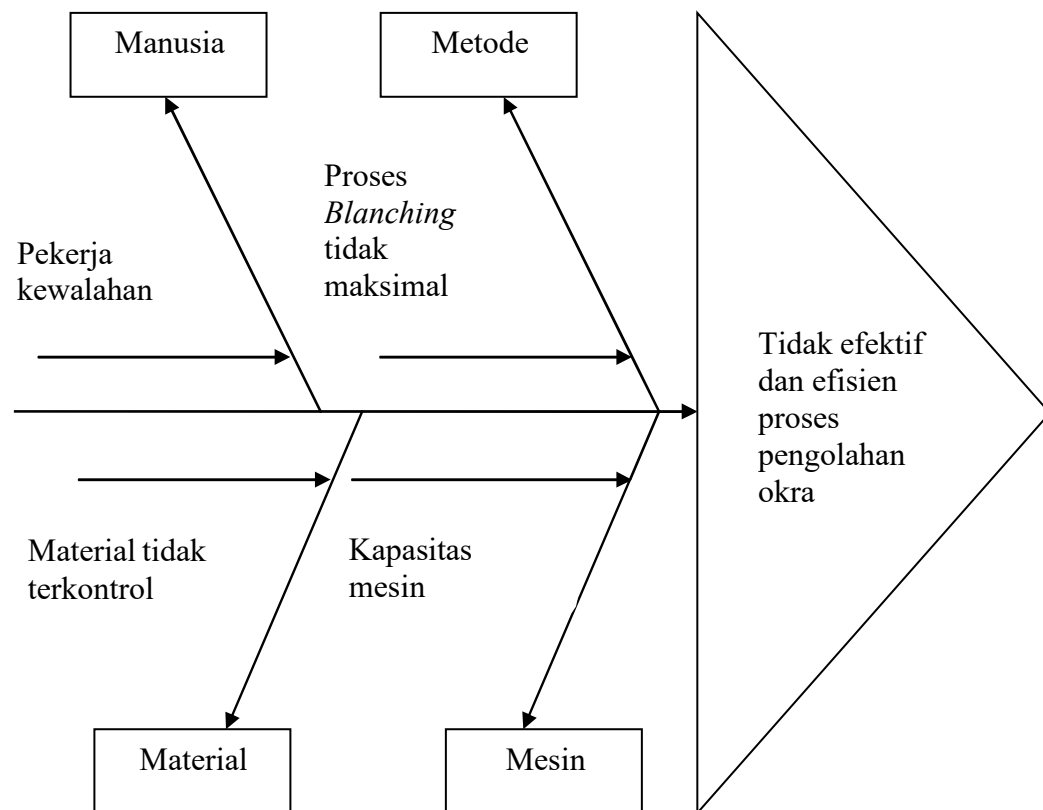 Manusia
Metode
Pekerja
kewalahan
Proses
Blanching
tidak
maksimal
Tidak efektif
dan efisien
proses
pengolahan
okra
Material tidak
terkontrol
Kapasitas
mesin
Material
Mesin